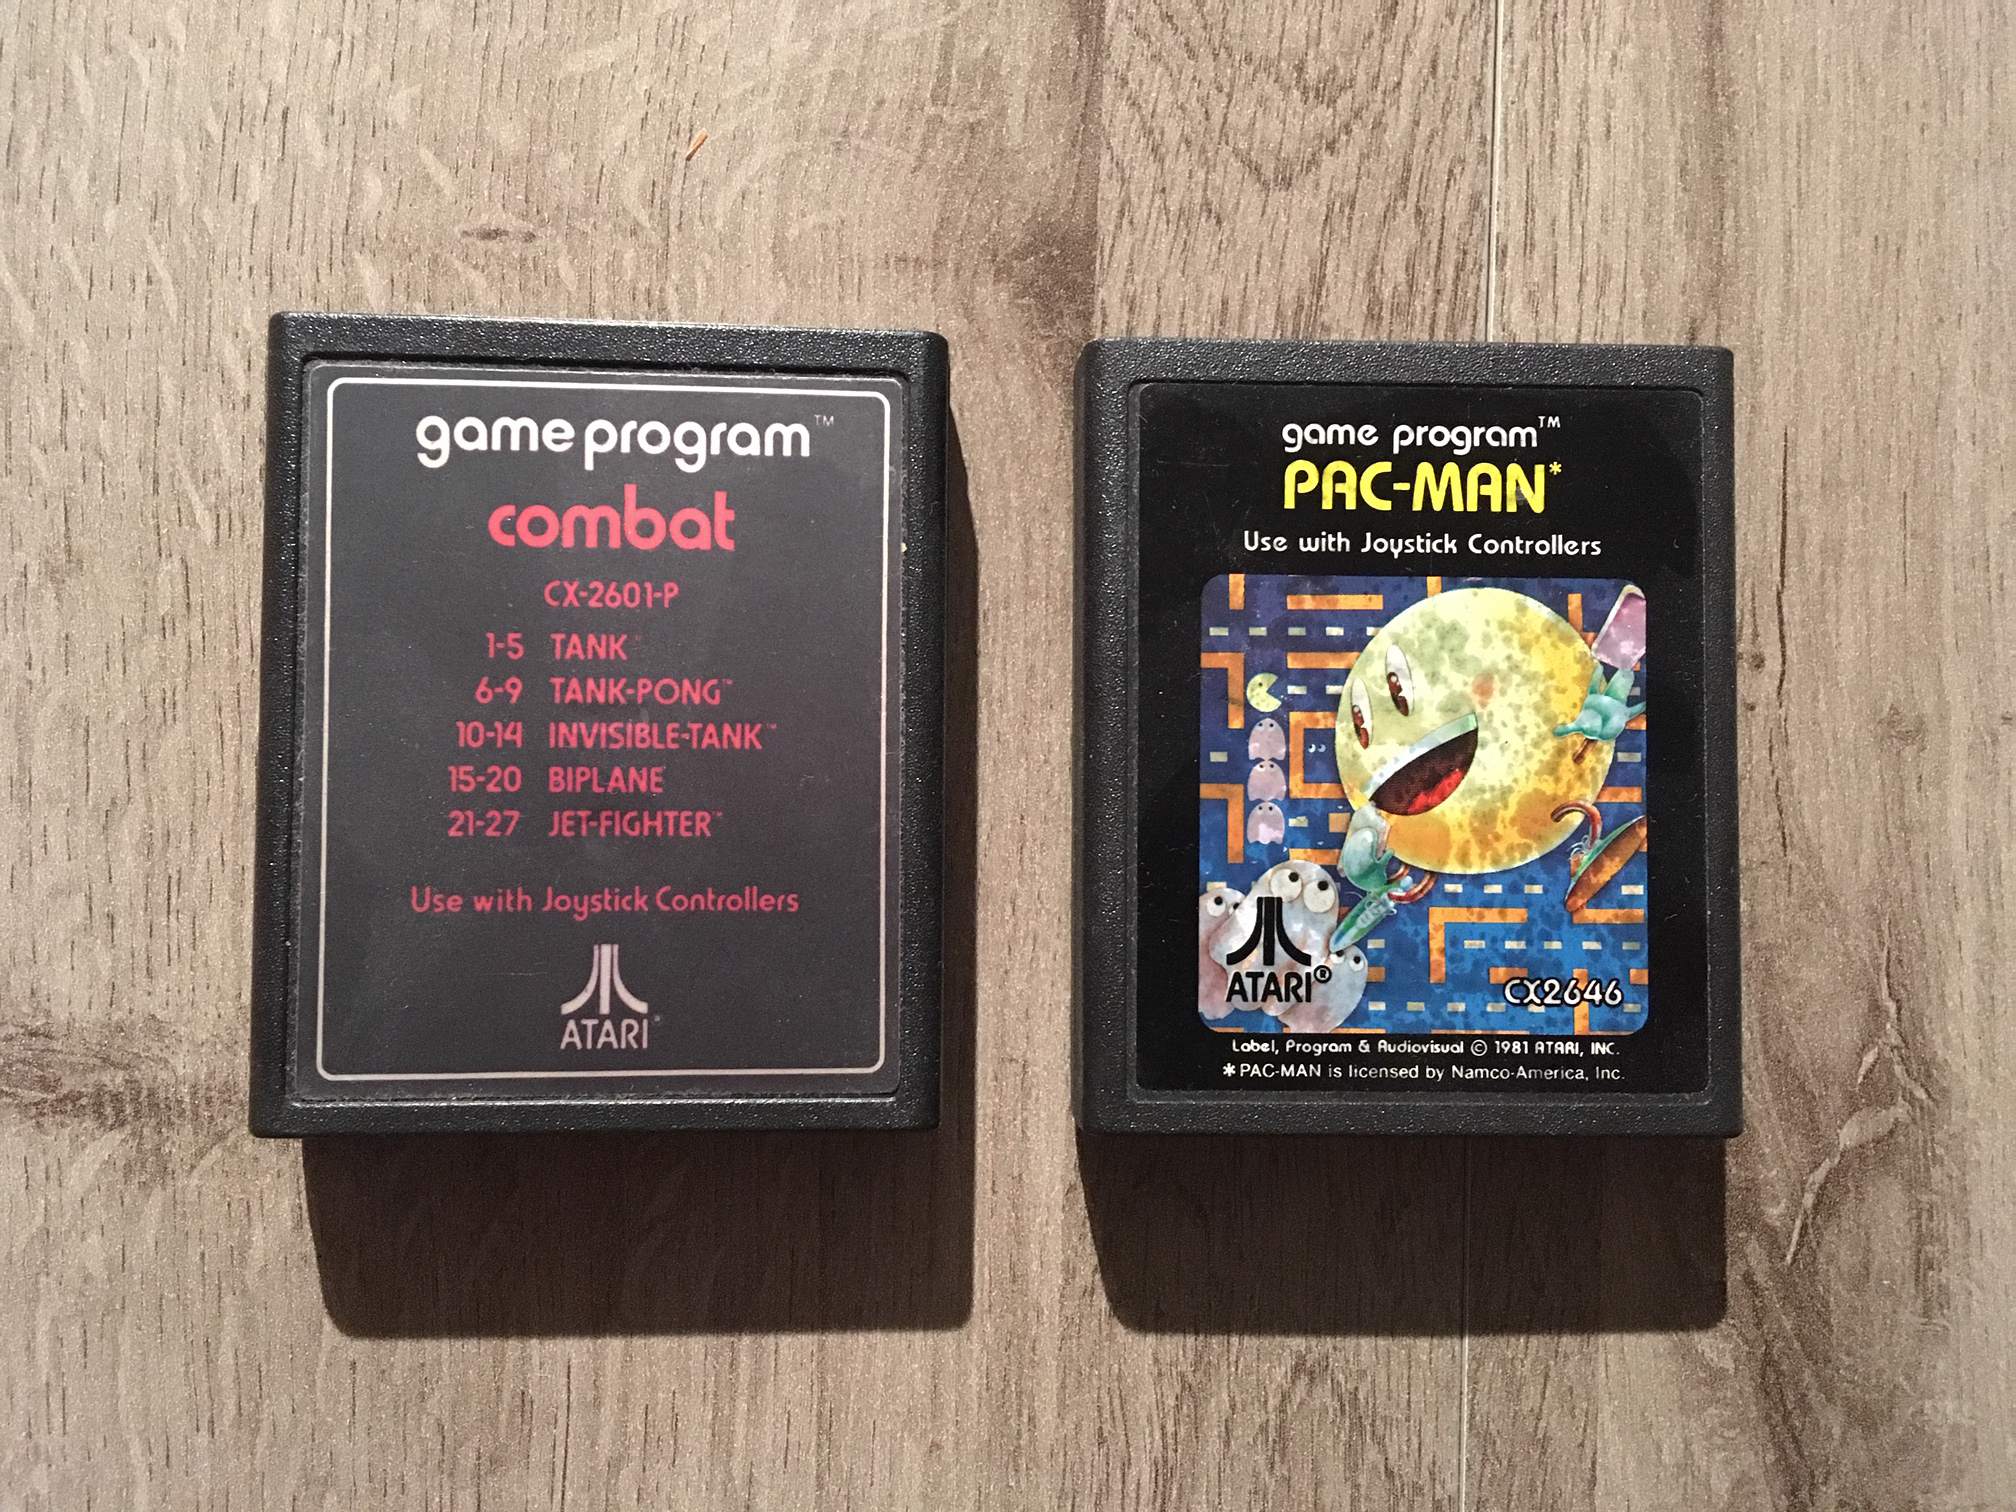 game program™
combat
CX-2601-P
1-5 TANK™
6-9 TANK-PONG™
10-14 INVISIBLE-TANK™
15-20 BIPLANE
21-27 JET-FIGHTER™
Use with Joystick Controllers
ATARI®
game program™
PAC-MAN*
Use with Joystick Controllers
ATARI®
CX2646
Label, Program & Audiovisual © 1981 ATARI, INC.
* PAC-MAN is licensed by Namco-America, Inc.